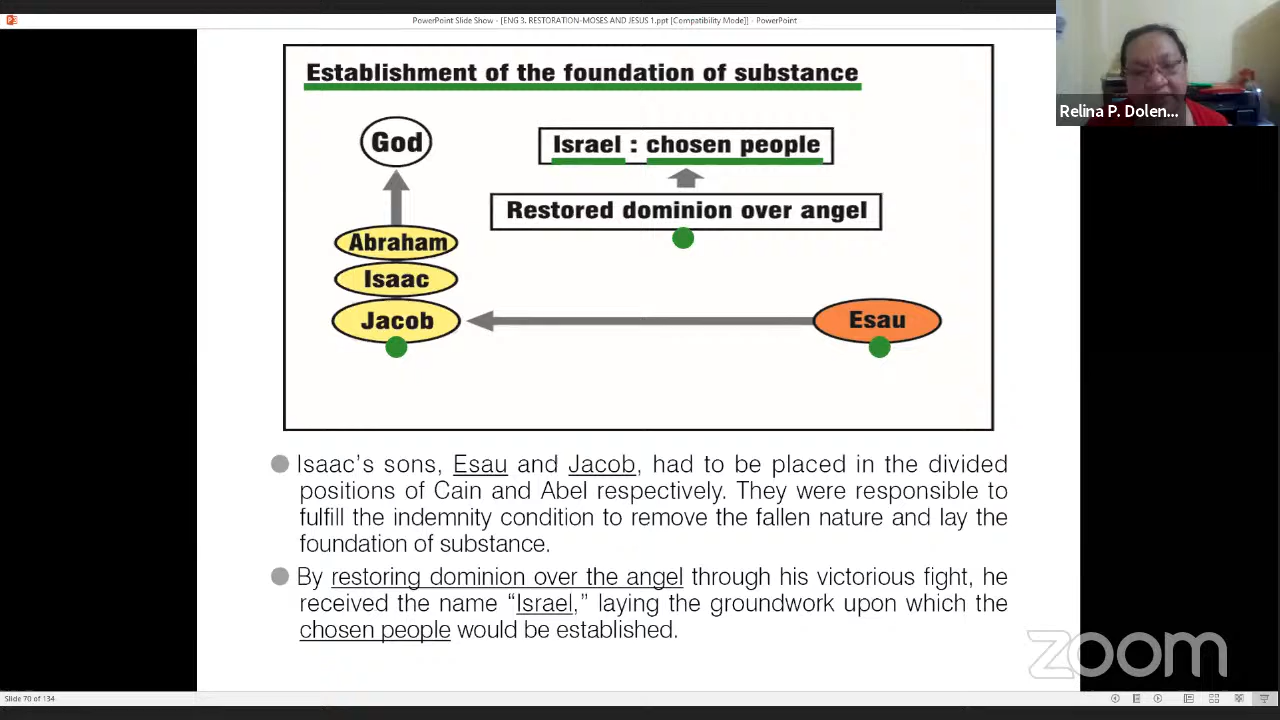 PowerPoint Slide Show - [ENG 3. RESTORATION-MOSES AND JESUS 1.ppt [Compatibility Mode]] - PowerPoint
Relina P. Dolen...
Establishment of the foundation of substance
God
Israel : chosen people
Restored dominion over angel
Abraham
Isaac
Jacob
Esau
Isaac's sons, Esau and Jacob, had to be placed in the divided
positions of Cain and Abel respectively. They were responsible to
fulfill the indemnity condition to remove the fallen nature and lay the
foundation of substance.
By restoring dominion over the angel through his victorious fight, he
received the name “Israel,” laying the groundwork upon which the
chosen people would be established.
zoom
Slide 70 of 134